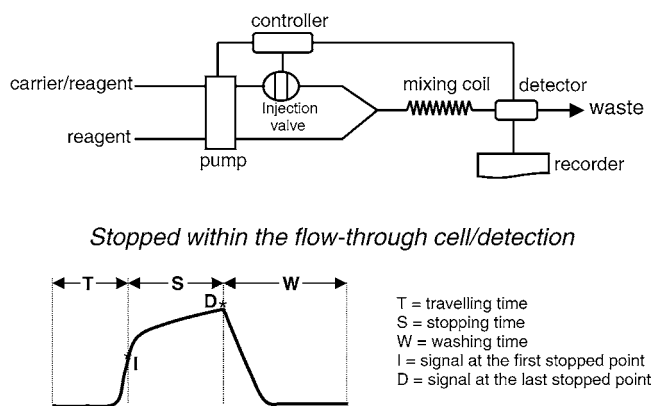 controller
carrier/reagent
mixing coil
detector
waste
Injection
valve
reagent
pump
recorder
Stopped within the flow-through cell/detection
T S W
D*
I
T = travelling time
S = stopping time
W = washing time
I = signal at the first stopped point
D = signal at the last stopped point